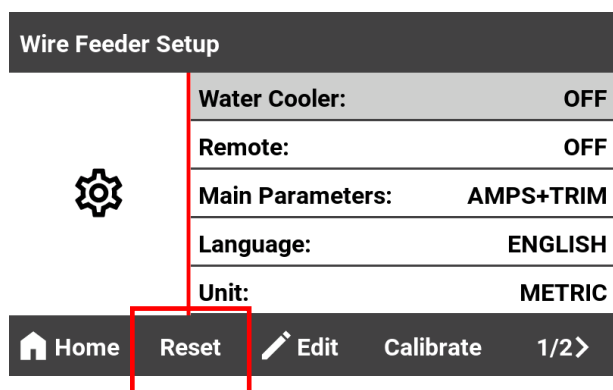 Wire Feeder Setup
Water Cooler: OFF
Remote: OFF
Main Parameters: AMPS+TRIM
Language: ENGLISH
Unit: METRIC
Home Reset Edit Calibrate 1/2>